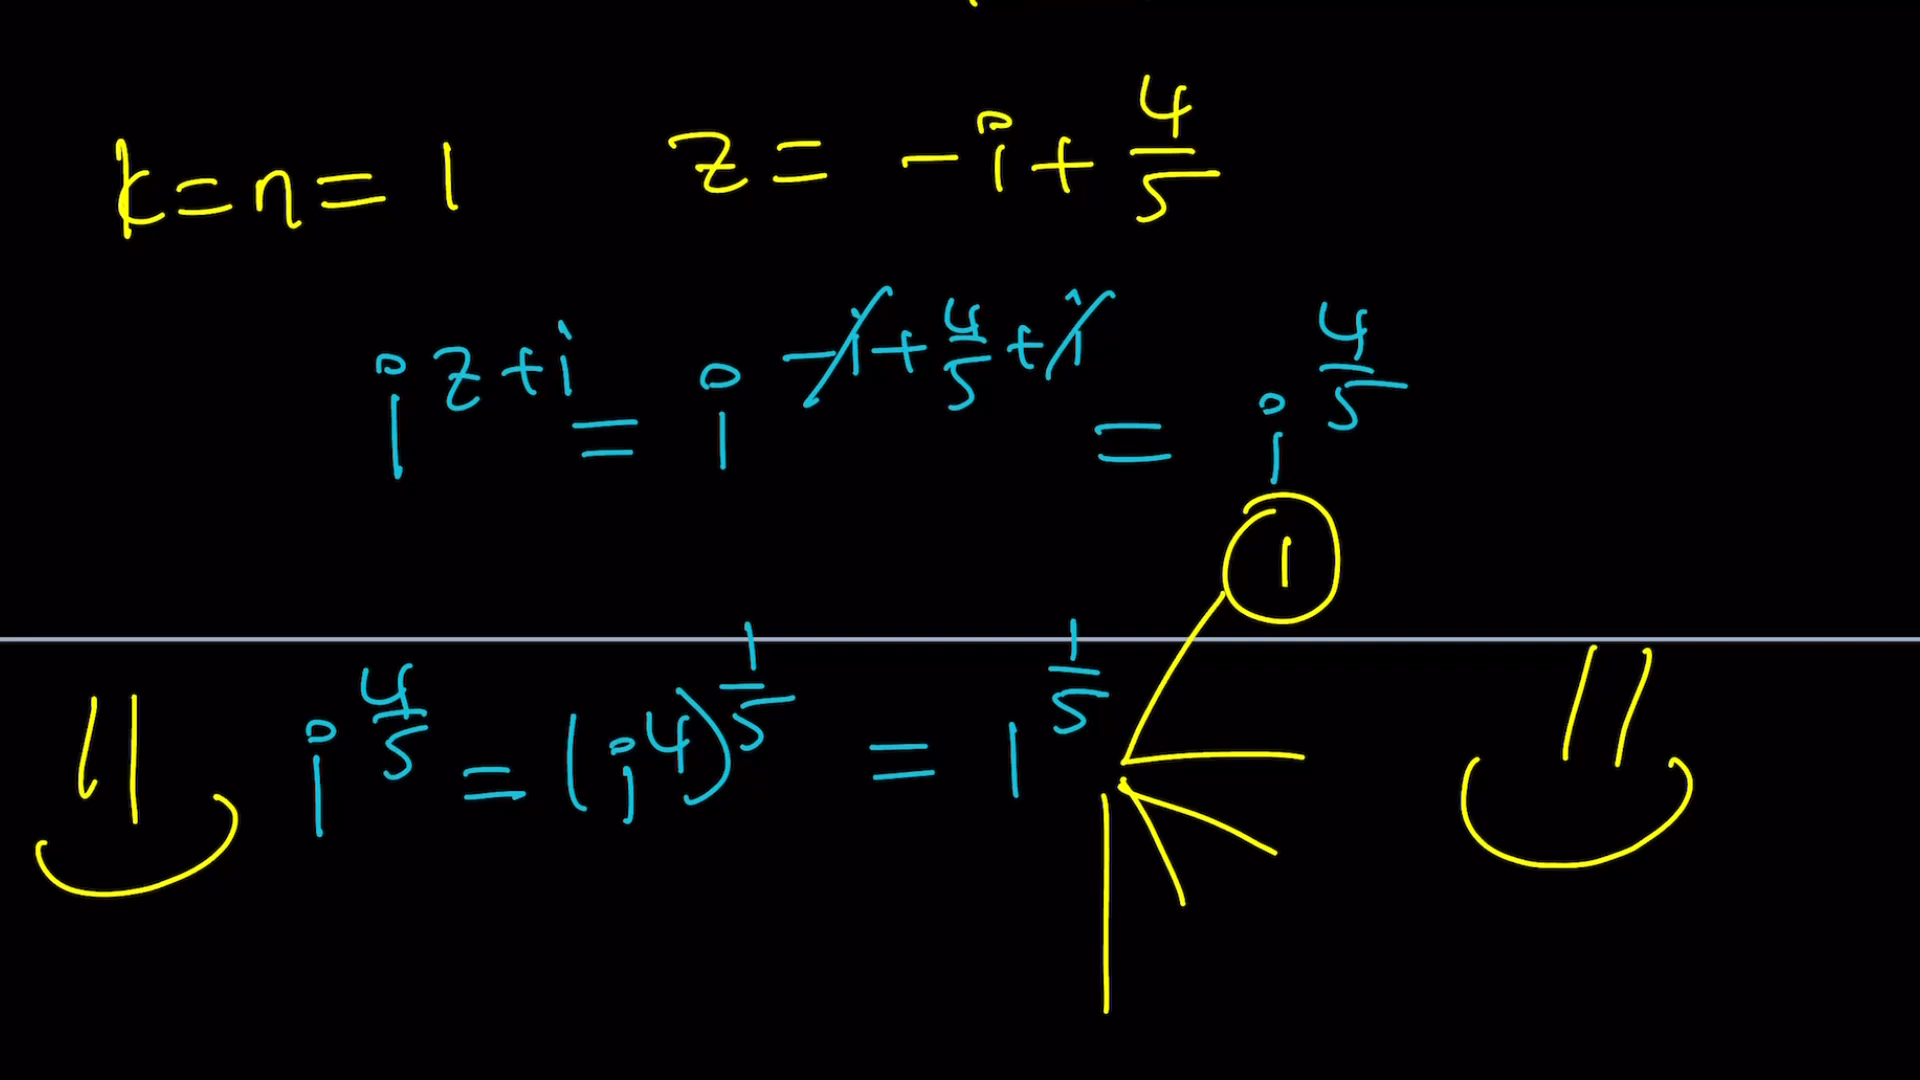 k=n=1 z= -i+4/5
i^(z+i) = i^(-i+4/5+i) = i^(4/5)
1
i^(4/5) = (i^4)^(1/5) = 1^(1/5)